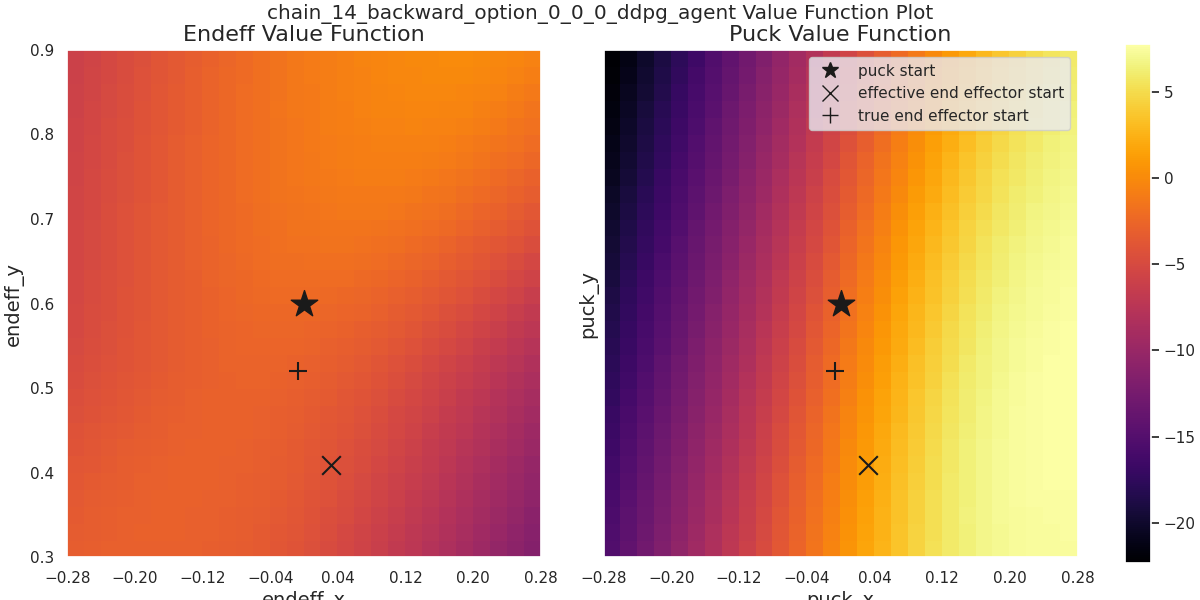 chain_14_backward_option_0_0_0_ddpg_agent Value Function Plot
Endeff Value Function
Puck Value Function
puck start
effective end effector start
true end effector start
0.9
0.8
0.7
0.6
0.5
0.4
0.3
endeff_y
−0.28 −0.20 −0.12 −0.04 0.04 0.12 0.20 0.28
endeff_x
puck_y
−0.28 −0.20 −0.12 −0.04 0.04 0.12 0.20 0.28
puck_x
5
0
−5
−10
−15
−20